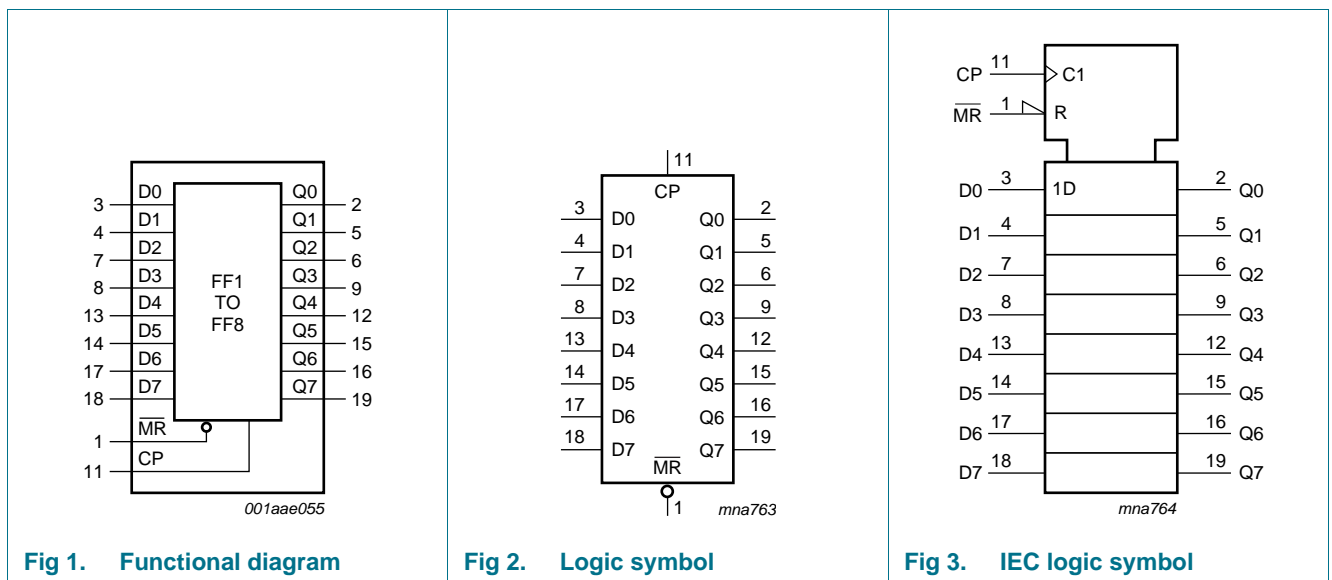 D0
Q0
3
2
D1
Q1
4
5
D2
Q2
7
6
D3
Q3
8
9
FF1
TO
FF8
D4
Q4
13
12
D5
Q5
14
15
D6
Q6
17
16
D7
Q7
18
19
M̅R̅
1
CP
11
001aae055
Fig 1. Functional diagram
11
CP
3
D0
Q0
2
4
D1
Q1
5
7
D2
Q2
6
8
D3
Q3
9
13
D4
Q4
12
14
D5
Q5
15
17
D6
Q6
16
18
D7
Q7
19
M̅R̅
1
mna763
Fig 2. Logic symbol
CP
11
C1
M̅R̅
1
R
D0
3
1D
2
Q0
D1
4
5
Q1
D2
7
6
Q2
D3
8
9
Q3
D4
13
12
Q4
D5
14
15
Q5
D6
17
16
Q6
D7
18
19
Q7
mna764
Fig 3. IEC logic symbol